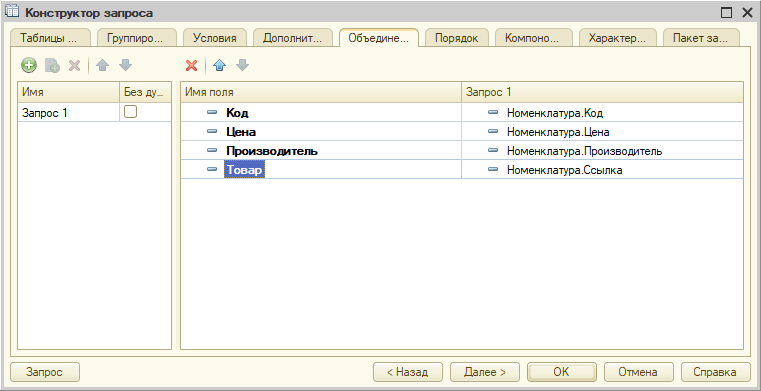 Конструктор запроса
Таблицы ... Группиро... Условия Дополнит... Объедине... Порядок Компоно... Характер... Пакет за...
Имя Без ду... Имя поля Запрос 1
Запрос 1 Код Номенклатура.Код
Цена Номенклатура.Цена
Производитель Номенклатура.Производитель
Товар Номенклатура.Ссылка
Запрос < Назад Далее > OK Отмена Справка